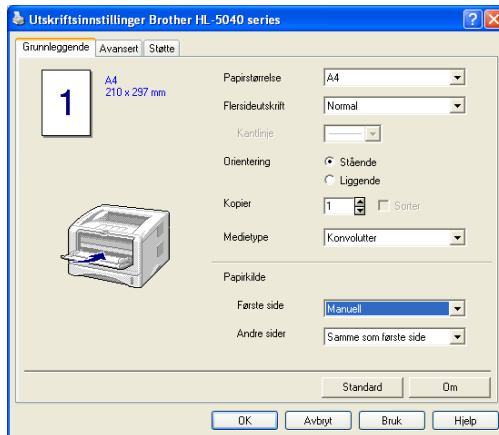 Utskriftsinnstillinger Brother HL-5040 series
Grunnleggende Avansert Støtte
1
A4
210 x 297 mm
Papirstørrelse A4
Flersideutskrift Normal
Kantlinje
Orientering Stående
Liggende
Kopier 1 Sorter
Medietype Konvolutter
Papirkilde
Første side Manuell
Andre sider Samme som første side
Standard Om
OK Avbryt Bruk Hjelp